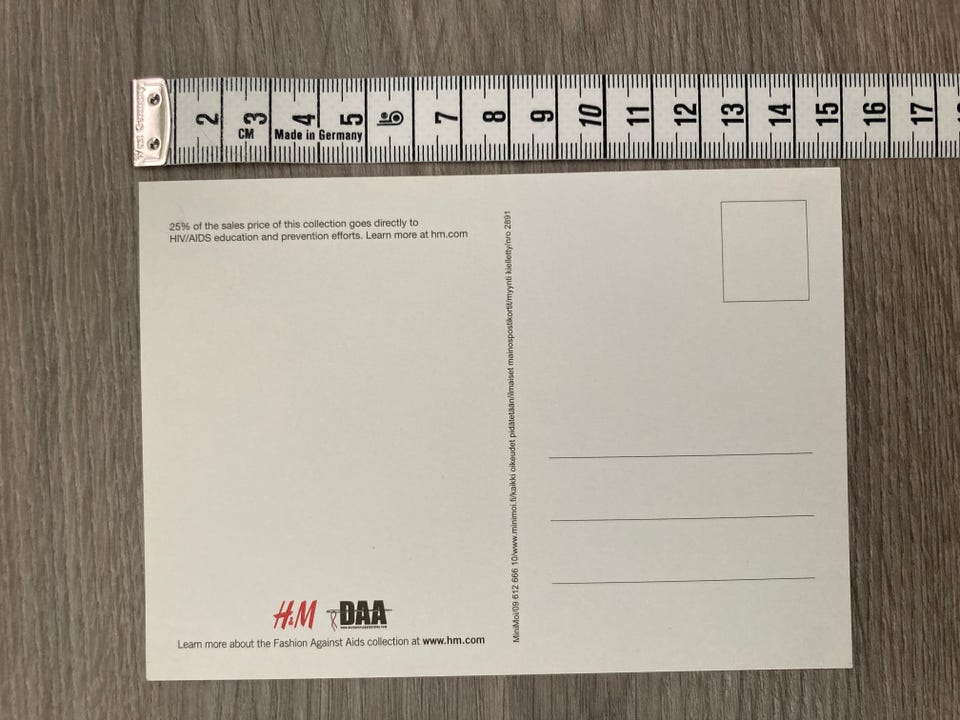 2 3 4 5 7 8 9 10 11 12 13 14 15 16 17
CM Made in Germany
25% of the sales price of this collection goes directly to
HIV/AIDS education and prevention efforts. Learn more at hm.com
MiniMoi/09 612 666 10/www.minimoi.fi/kaikki oikeudet pidätetään/ilmaiset mainospostikortit/myynti kielletty/nro 2891
H&M DAA
Learn more about the Fashion Against Aids collection at www.hm.com